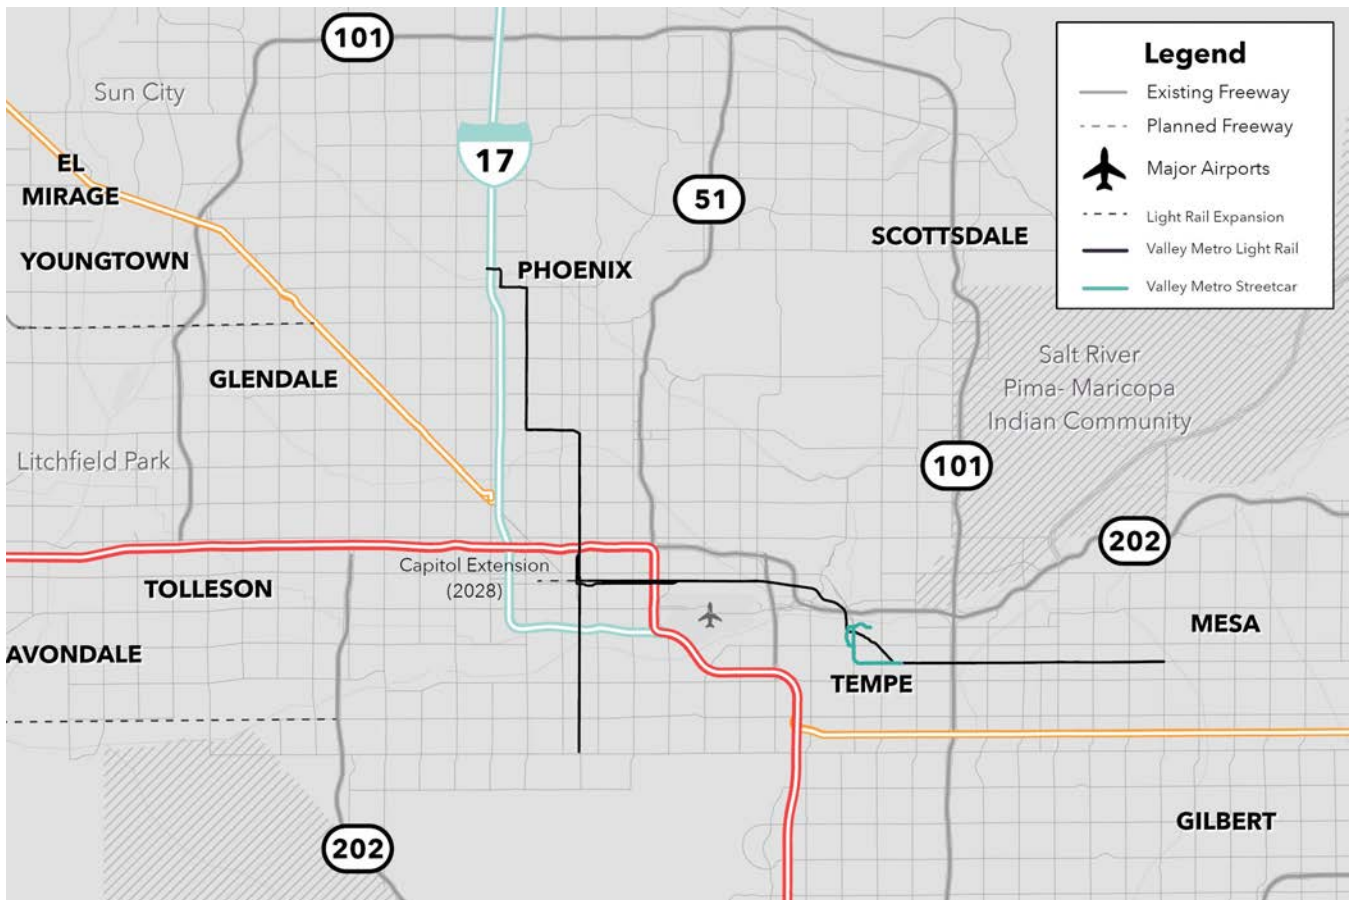 101
Legend
Existing Freeway
Planned Freeway
Major Airports
Light Rail Expansion
Valley Metro Light Rail
Valley Metro Streetcar
Sun City
EL
MIRAGE
17
51
SCOTTSDALE
YOUNGTOWN
PHOENIX
GLENDALE
Salt River
Pima- Maricopa
Indian Community
Litchfield Park
101
202
Capitol Extension
(2028)
TOLLESON
MESA
AVONDALE
TEMPE
GILBERT
202